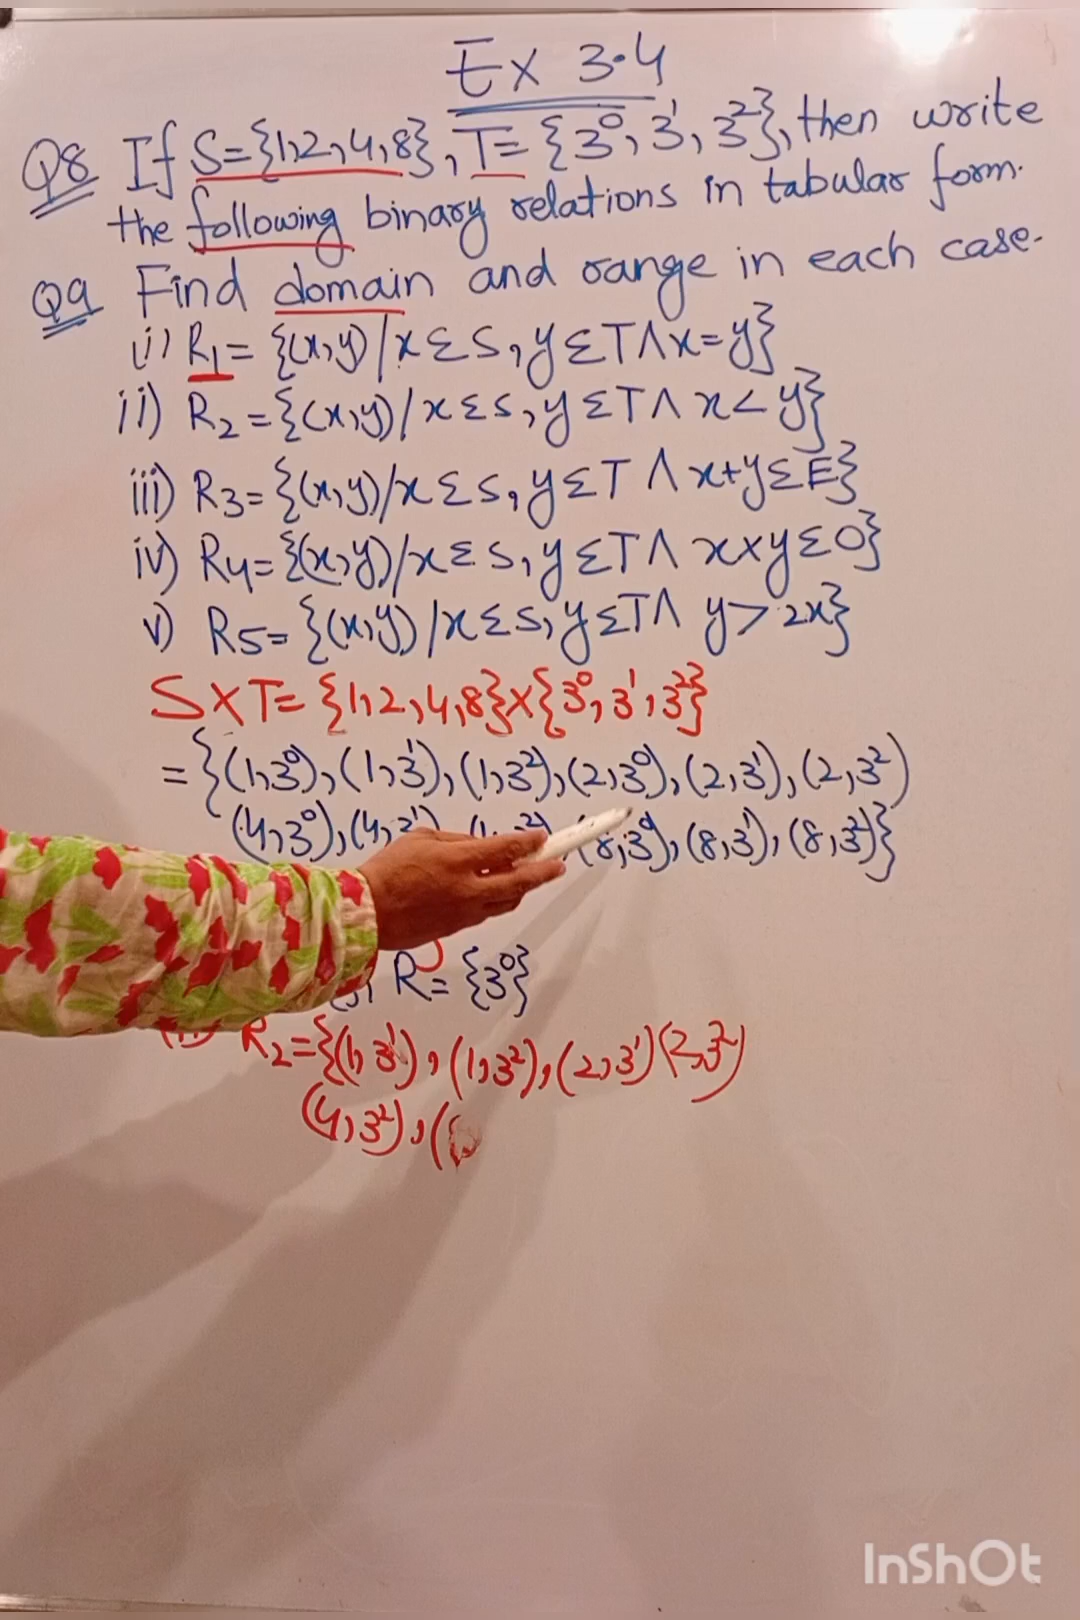 Ex 3.4
Q8 If S={1,2,4,8}, T= {3⁰, 3¹, 3²}, then write
the following binary relations in tabular form.
Q9 Find domain and range in each case.
i) R₁= {(x,y)/x∈S, y∈T∧x=y}
ii) R₂={(x,y)/x∈S, y∈T∧ x<y}
iii) R₃={(x,y)/x∈S, y∈T ∧ x+y∈E}
iv) R₄={(x,y)/x∈S, y∈T∧ x×y∈O}
v) R₅={(x,y)/x∈S, y∈T∧ y>2x}
S×T= {1,2,4,8}×{3⁰, 3¹, 3²}
={(1,3⁰), (1,3¹), (1,3²), (2,3⁰), (2,3¹), (2,3²)
(4,3⁰), (4,3¹) (8,3⁰), (8,3¹), (8,3²)}
R= {3⁰}
R₂={(1,3¹), (1,3²), (2,3¹)(2,3²)
(4,3²), (
InShOt